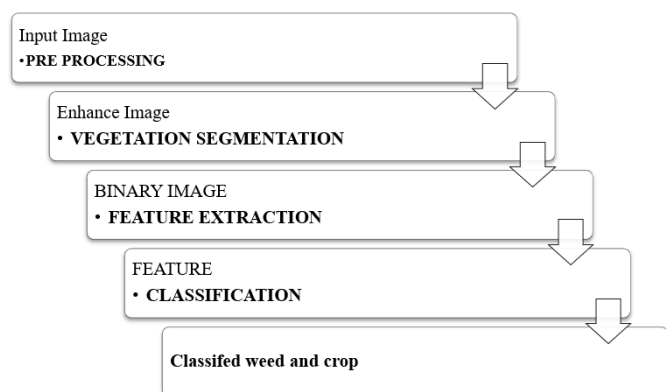 Input Image
•PRE PROCESSING
Enhance Image
• VEGETATION SEGMENTATION
BINARY IMAGE
• FEATURE EXTRACTION
FEATURE
• CLASSIFICATION
Classifed weed and crop